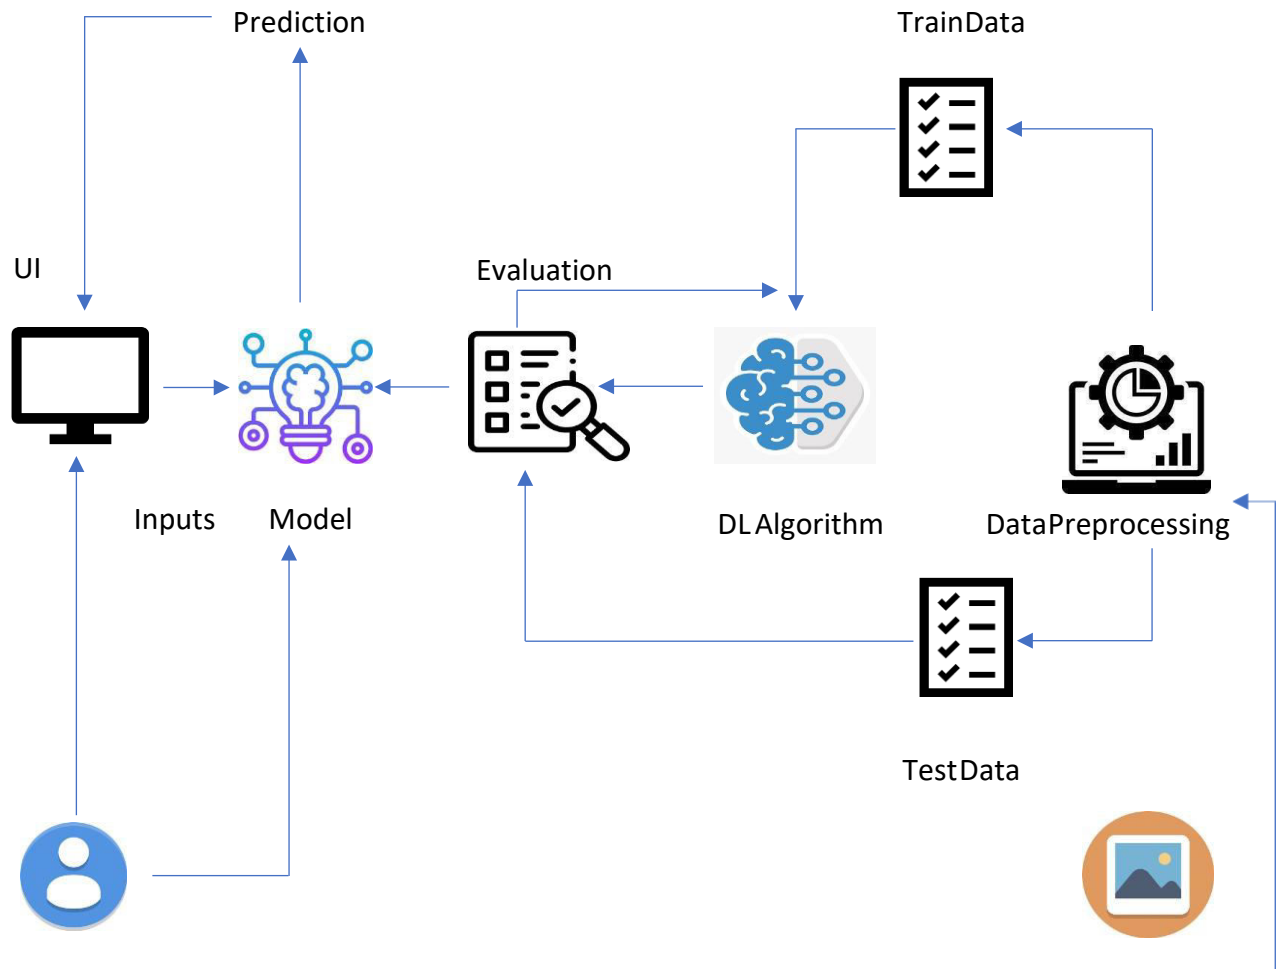 Prediction
TrainData
UI
Evaluation
Inputs
Model
DL Algorithm
DataPreprocessing
TestData